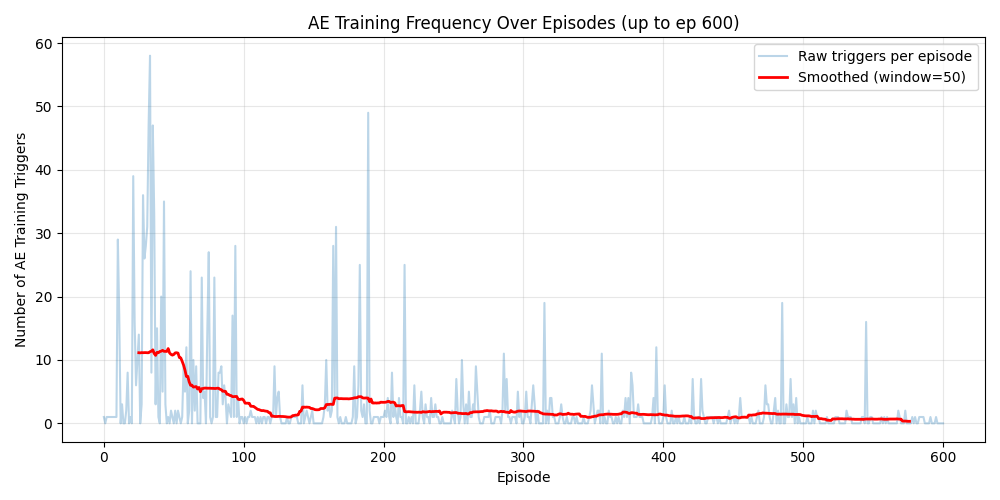 AE Training Frequency Over Episodes (up to ep 600)
Raw triggers per episode
Smoothed (window=50)
Number of AE Training Triggers
60
50
40
30
20
10
0
0 100 200 300 400 500 600
Episode